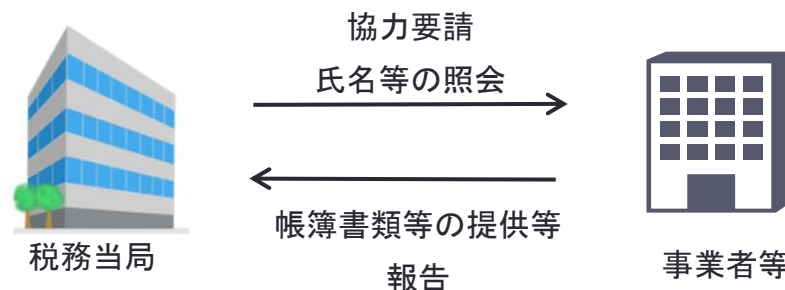 協力要請
氏名等の照会
帳簿書類等の提供等
報告
税務当局
事業者等